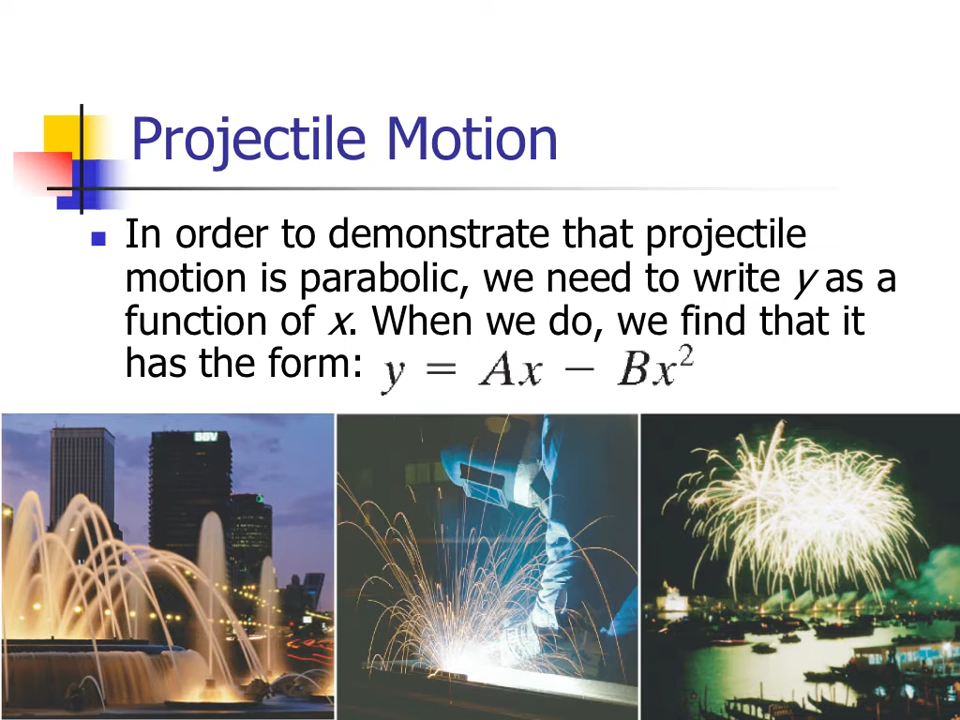 Projectile Motion
In order to demonstrate that projectile
motion is parabolic, we need to write y as a
function of x. When we do, we find that it
has the form: y = Ax − Bx²
BBV